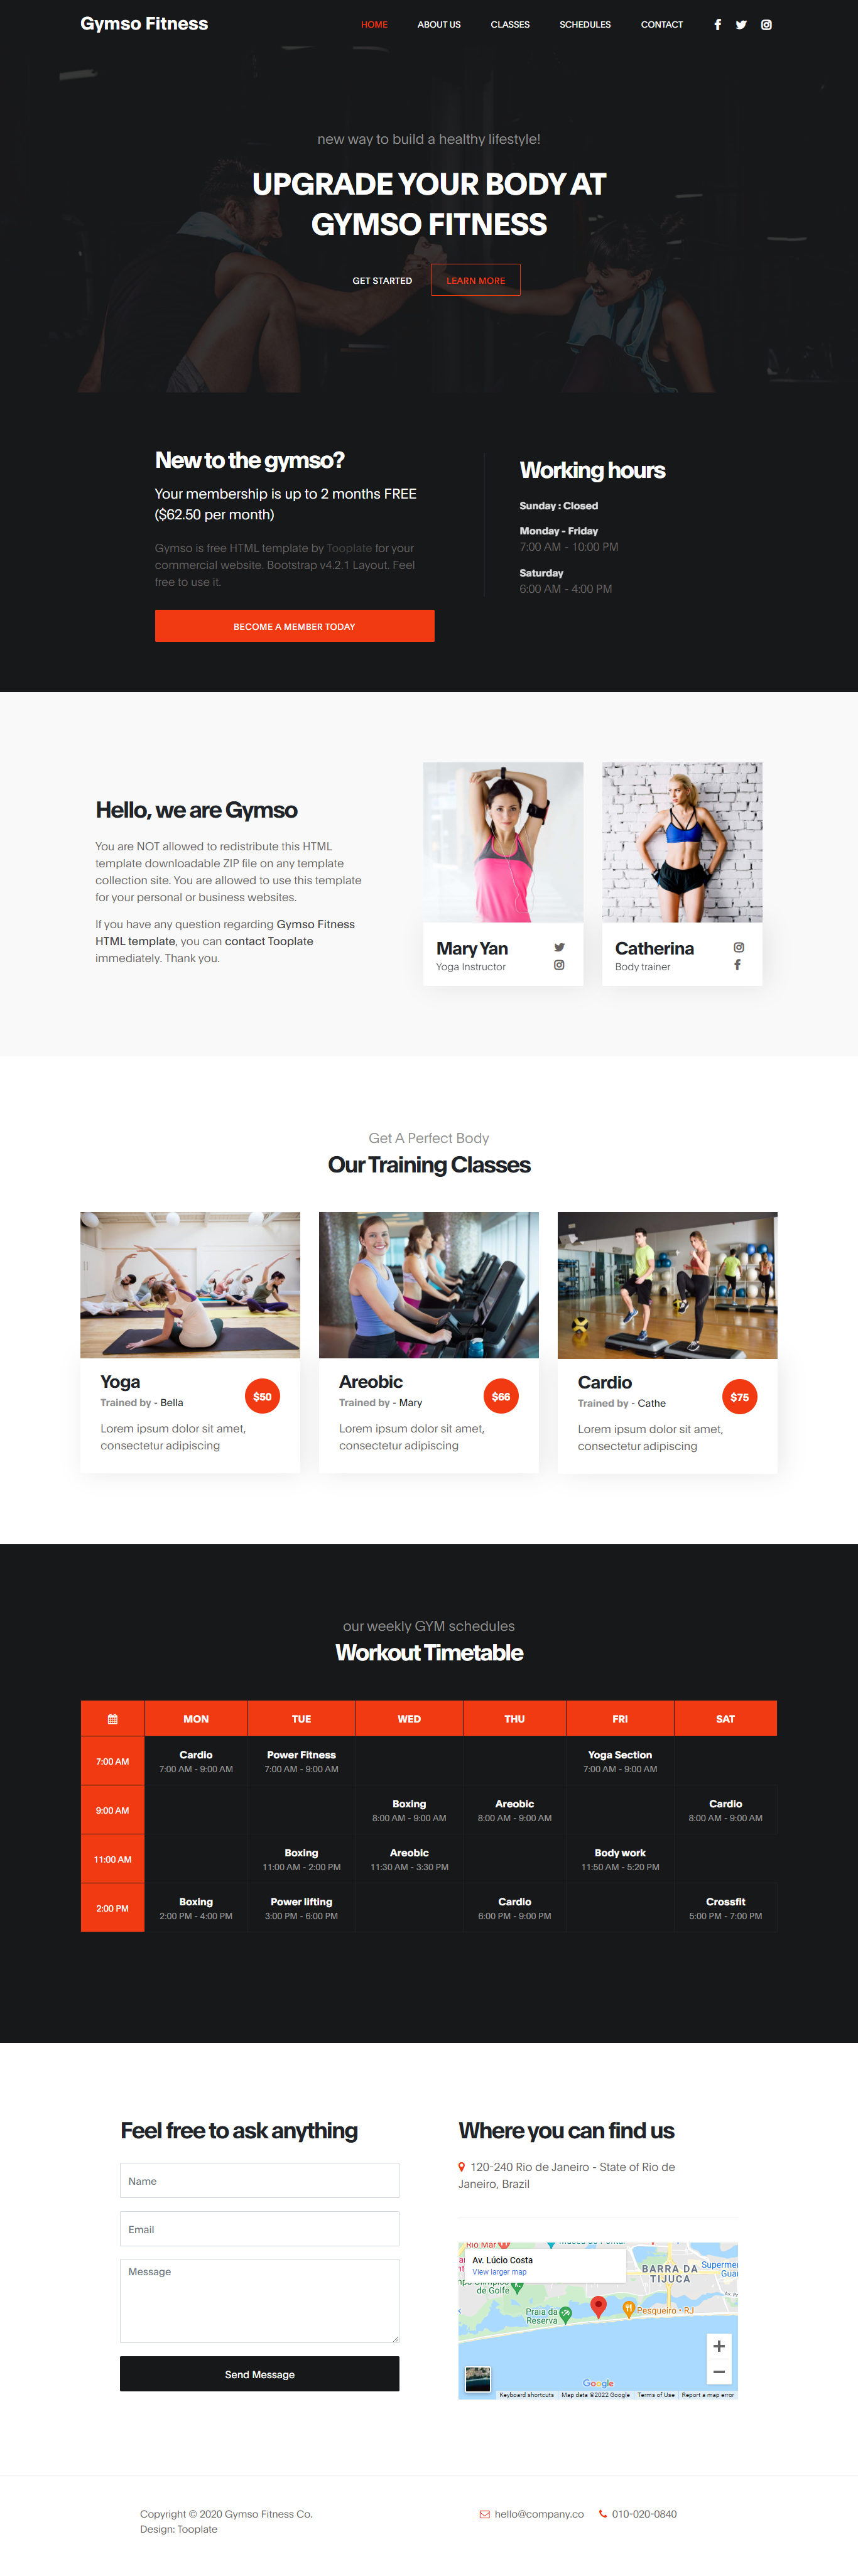 Gymso Fitness
HOME ABOUT US CLASSES SCHEDULES CONTACT
new way to build a healthy lifestyle!
UPGRADE YOUR BODY AT
GYMSO FITNESS
GET STARTED LEARN MORE
New to the gymso?
Your membership is up to 2 months FREE
($62.50 per month)
Gymso is free HTML template by Tooplate for your
commercial website. Bootstrap v4.2.1 Layout. Feel
free to use it.
BECOME A MEMBER TODAY
Working hours
Sunday : Closed
Monday - Friday
7:00 AM - 10:00 PM
Saturday
6:00 AM - 4:00 PM
Hello, we are Gymso
You are NOT allowed to redistribute this HTML
template downloadable ZIP file on any template
collection site. You are allowed to use this template
for your personal or business websites.
If you have any question regarding Gymso Fitness
HTML template, you can contact Tooplate
immediately. Thank you.
Mary Yan
Yoga Instructor
Catherina
Body trainer
Get A Perfect Body
Our Training Classes
Yoga
Trained by - Bella
$50
Lorem ipsum dolor sit amet,
consectetur adipiscing
Areobic
Trained by - Mary
$66
Lorem ipsum dolor sit amet,
consectetur adipiscing
Cardio
Trained by - Cathe
$75
Lorem ipsum dolor sit amet,
consectetur adipiscing
our weekly GYM schedules
Workout Timetable
MON TUE WED THU FRI SAT
7:00 AM
Cardio Power Fitness Yoga Section
7:00 AM - 9:00 AM 7:00 AM - 9:00 AM 7:00 AM - 9:00 AM
9:00 AM
Boxing Areobic Cardio
8:00 AM - 9:00 AM 8:00 AM - 9:00 AM 8:00 AM - 9:00 AM
11:00 AM
Boxing Areobic Body work
11:00 AM - 2:00 PM 11:30 AM - 3:30 PM 11:50 AM - 5:20 PM
2:00 PM
Boxing Power lifting Cardio Crossfit
2:00 PM - 4:00 PM 3:00 PM - 6:00 PM 6:00 PM - 9:00 PM 5:00 PM - 7:00 PM
Feel free to ask anything
Name
Email
Message
Send Message
Where you can find us
120-240 Rio de Janeiro - State of Rio de
Janeiro, Brazil
Rio Mar
Av. Lúcio Costa
View larger map
BARRA DA
TIJUCA
de Golfe
Praia da
Reserva
Pesqueiro - RJ
Google
Keyboard shortcuts Map data ©2022 Google Terms of Use Report a map error
Copyright © 2020 Gymso Fitness Co.
Design: Tooplate
hello@company.co 010-020-0840